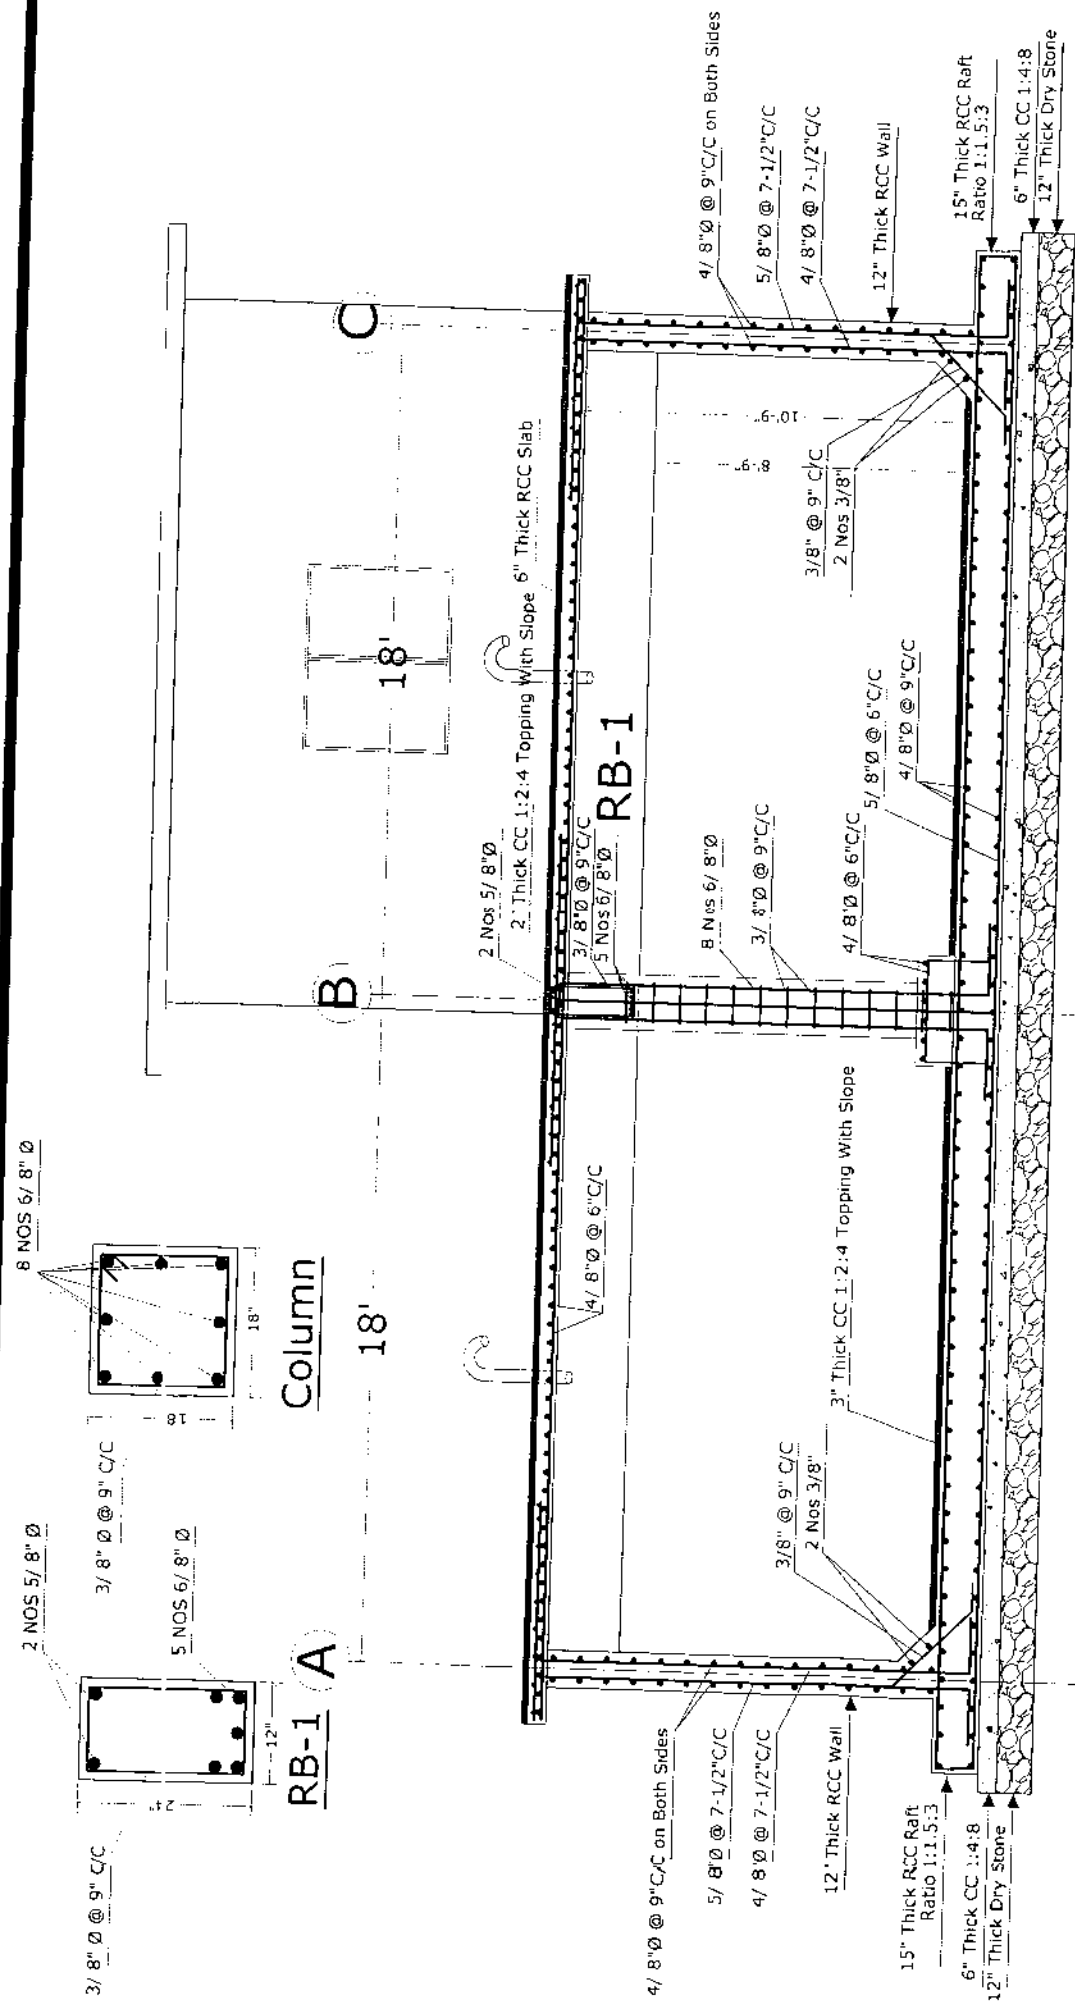 2 NOS 5/ 8" Ø
3/ 8" Ø @ 9" C/C
5 NOS 6/ 8" Ø
24"
12"
RB-1
8 NOS 6/ 8" Ø
3/ 8" Ø @ 9" C/C
18"
18"
Column
A
18'
B
18'
C
2 Nos 5/ 8"Ø
2" Thick CC 1:2:4 Topping With Slope
6" Thick RCC Slab
3/ 8"Ø @ 9"C/C
5 Nos 6/ 8"Ø
RB-1
4/ 8"Ø @ 6"C/C
8 Nos 6/ 8"Ø
3/ 8"Ø @ 9"C/C
4/ 8"Ø @ 6"C/C
5/ 8"Ø @ 6"C/C
4/ 8"Ø @ 9"C/C
10'-9"
8'-9"
3/8" @ 9" C/C
2 Nos 3/8"
4/ 8"Ø @ 9"C/C on Both Sides
5/ 8"Ø @ 7-1/2"C/C
4/ 8"Ø @ 7-1/2"C/C
12" Thick RCC Wall
15" Thick RCC Raft
Ratio 1:1.5:3
6" Thick CC 1:4:8
12" Thick Dry Stone
3/8" @ 9" C/C
2 Nos 3/8"
3" Thick CC 1:2:4 Topping With Slope
4/ 8"Ø @ 9"C/C on Both Sides
5/ 8"Ø @ 7-1/2"C/C
4/ 8"Ø @ 7-1/2"C/C
12" Thick RCC Wall
15" Thick RCC Raft
Ratio 1:1.5:3
6" Thick CC 1:4:8
12" Thick Dry Stone